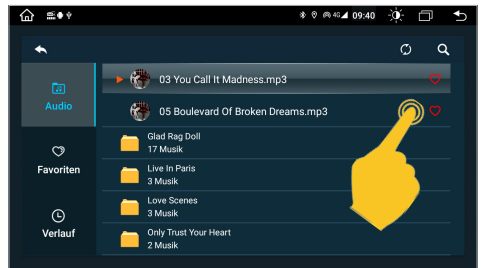 4G 09:40
03 You Call It Madness.mp3
Audio
05 Boulevard Of Broken Dreams.mp3
Glad Rag Doll
17 Musik
Favoriten
Live In Paris
3 Musik
Love Scenes
3 Musik
Verlauf
Only Trust Your Heart
2 Musik